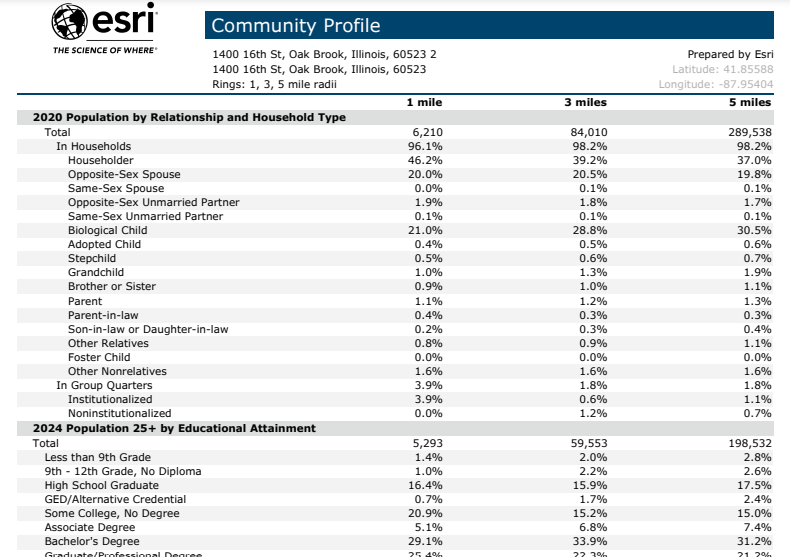 esri
THE SCIENCE OF WHERE®
Community Profile
1400 16th St, Oak Brook, Illinois, 60523 2 Prepared by Esri
1400 16th St, Oak Brook, Illinois, 60523 Latitude: 41.85588
Rings: 1, 3, 5 mile radii Longitude: -87.95404
1 mile 3 miles 5 miles
2020 Population by Relationship and Household Type
Total 6,210 84,010 289,538
In Households 96.1% 98.2% 98.2%
Householder 46.2% 39.2% 37.0%
Opposite-Sex Spouse 20.0% 20.5% 19.8%
Same-Sex Spouse 0.0% 0.1% 0.1%
Opposite-Sex Unmarried Partner 1.9% 1.8% 1.7%
Same-Sex Unmarried Partner 0.1% 0.1% 0.1%
Biological Child 21.0% 28.8% 30.5%
Adopted Child 0.4% 0.5% 0.6%
Stepchild 0.5% 0.6% 0.7%
Grandchild 1.0% 1.3% 1.9%
Brother or Sister 0.9% 1.0% 1.1%
Parent 1.1% 1.2% 1.3%
Parent-in-law 0.4% 0.3% 0.3%
Son-in-law or Daughter-in-law 0.2% 0.3% 0.4%
Other Relatives 0.8% 0.9% 1.1%
Foster Child 0.0% 0.0% 0.0%
Other Nonrelatives 1.6% 1.6% 1.6%
In Group Quarters 3.9% 1.8% 1.8%
Institutionalized 3.9% 0.6% 1.1%
Noninstitutionalized 0.0% 1.2% 0.7%
2024 Population 25+ by Educational Attainment
Total 5,293 59,553 198,532
Less than 9th Grade 1.4% 2.0% 2.8%
9th - 12th Grade, No Diploma 1.0% 2.2% 2.6%
High School Graduate 16.4% 15.9% 17.5%
GED/Alternative Credential 0.7% 1.7% 2.4%
Some College, No Degree 20.9% 15.2% 15.0%
Associate Degree 5.1% 6.8% 7.4%
Bachelor's Degree 29.1% 33.9% 31.2%
Graduate/Professional Degree 25.4% 22.3% 21.2%